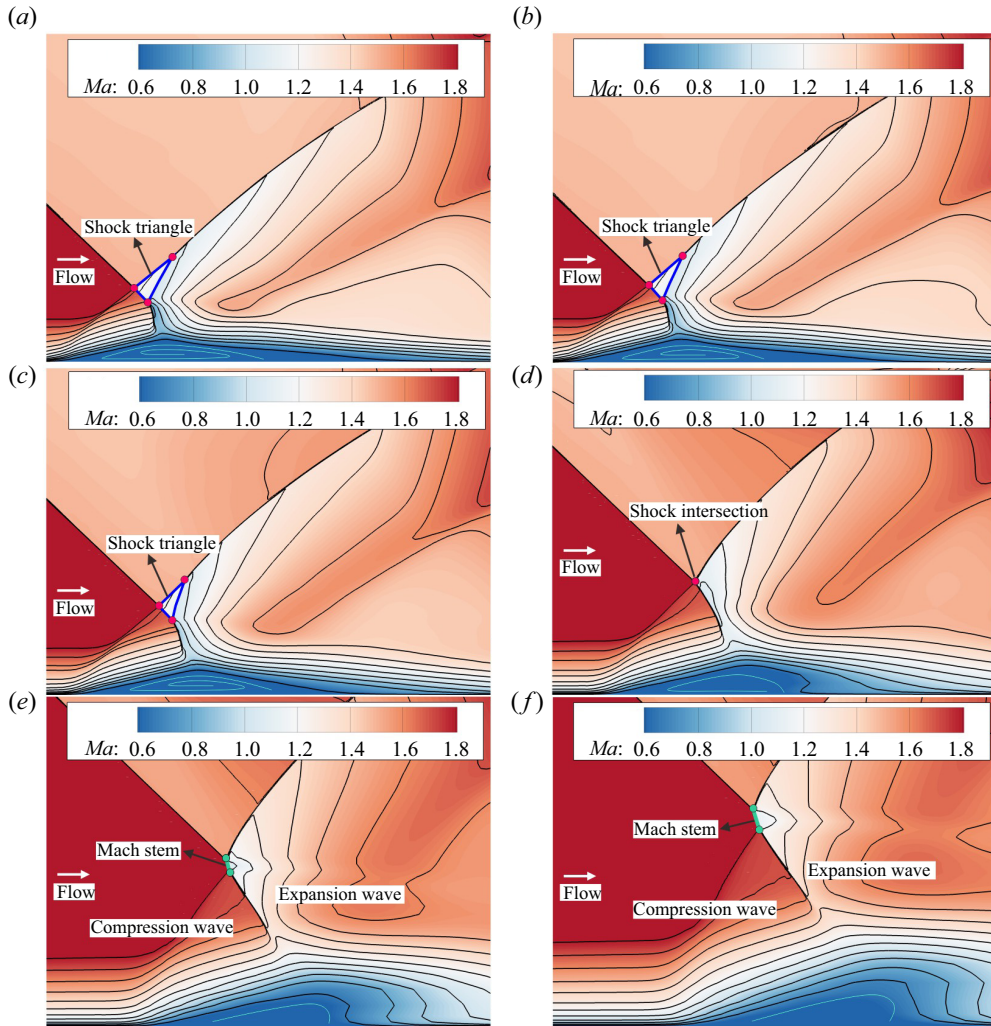 (a)
Ma: 0.6 0.8 1.0 1.2 1.4 1.6 1.8
Shock triangle
Flow
(b)
Ma: 0.6 0.8 1.0 1.2 1.4 1.6 1.8
Shock triangle
Flow
(c)
Ma: 0.6 0.8 1.0 1.2 1.4 1.6 1.8
Shock triangle
Flow
(d)
Ma: 0.6 0.8 1.0 1.2 1.4 1.6 1.8
Shock intersection
Flow
(e)
Ma: 0.6 0.8 1.0 1.2 1.4 1.6 1.8
Mach stem
Flow
Expansion wave
Compression wave
(f)
Ma: 0.6 0.8 1.0 1.2 1.4 1.6 1.8
Mach stem
Expansion wave
Flow
Compression wave